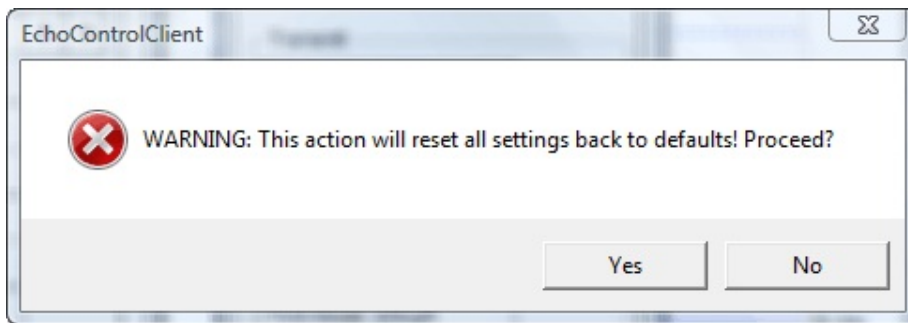 EchoControlClient
WARNING: This action will reset all settings back to defaults! Proceed?
Yes
No